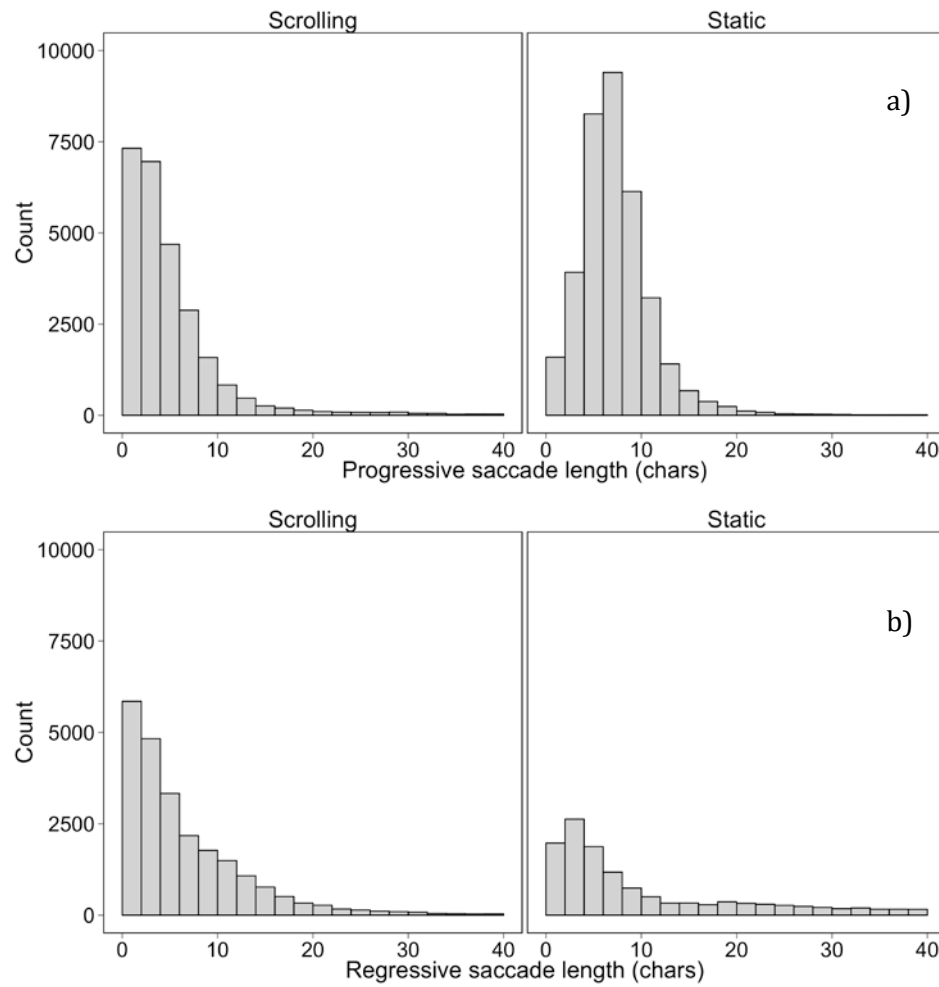 Scrolling Static
10000
7500
5000
2500
0
Count
a)
0 10 20 30 40 0 10 20 30 40
Progressive saccade length (chars)
Scrolling Static
10000
7500
5000
2500
0
Count
b)
0 10 20 30 40 0 10 20 30 40
Regressive saccade length (chars)